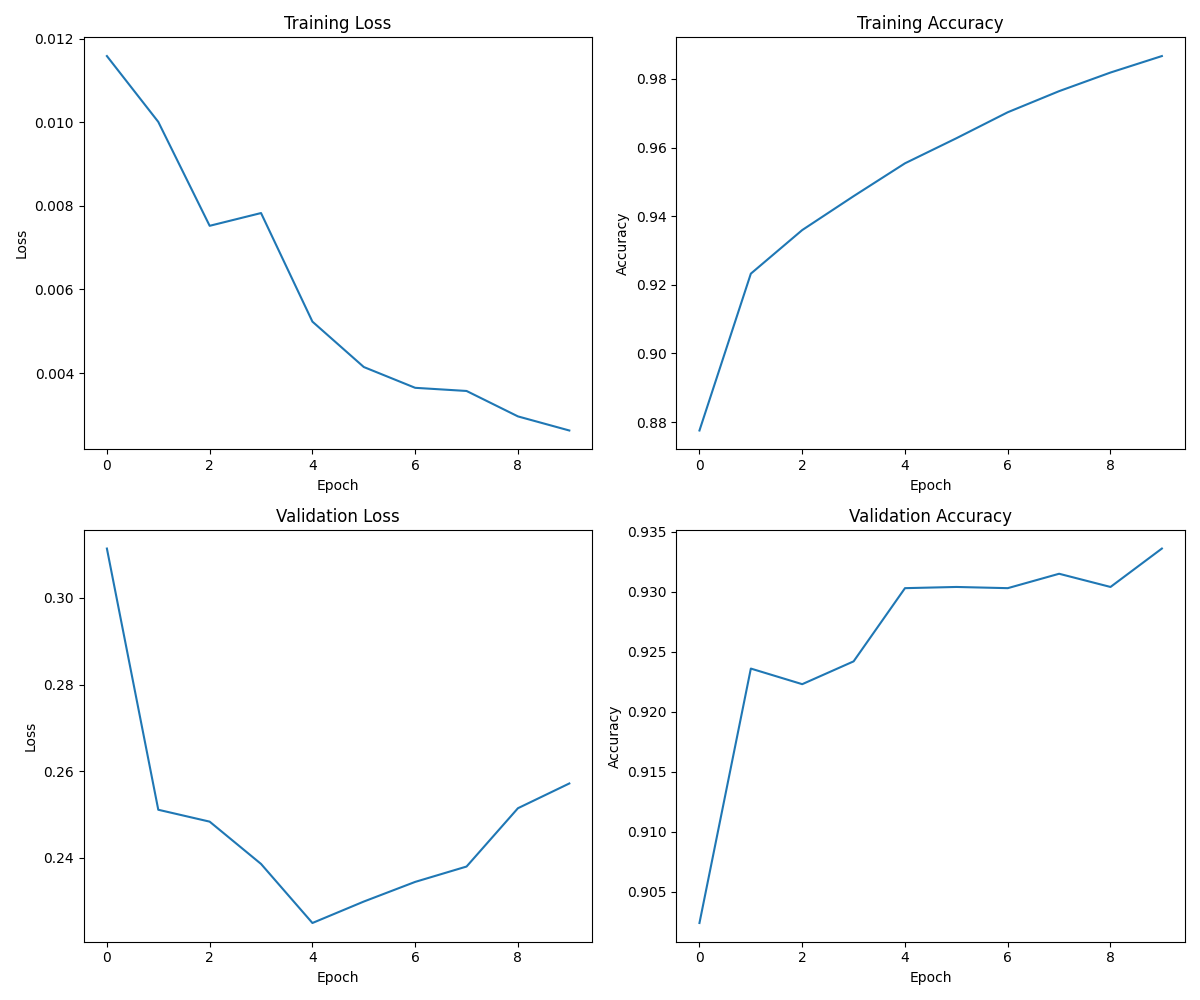 Training Loss
Loss
0.012
0.010
0.008
0.006
0.004
0 2 4 6 8
Epoch
Training Accuracy
Accuracy
0.98
0.96
0.94
0.92
0.90
0.88
0 2 4 6 8
Epoch
Validation Loss
Loss
0.30
0.28
0.26
0.24
0 2 4 6 8
Epoch
Validation Accuracy
Accuracy
0.935
0.930
0.925
0.920
0.915
0.910
0.905
0 2 4 6 8
Epoch